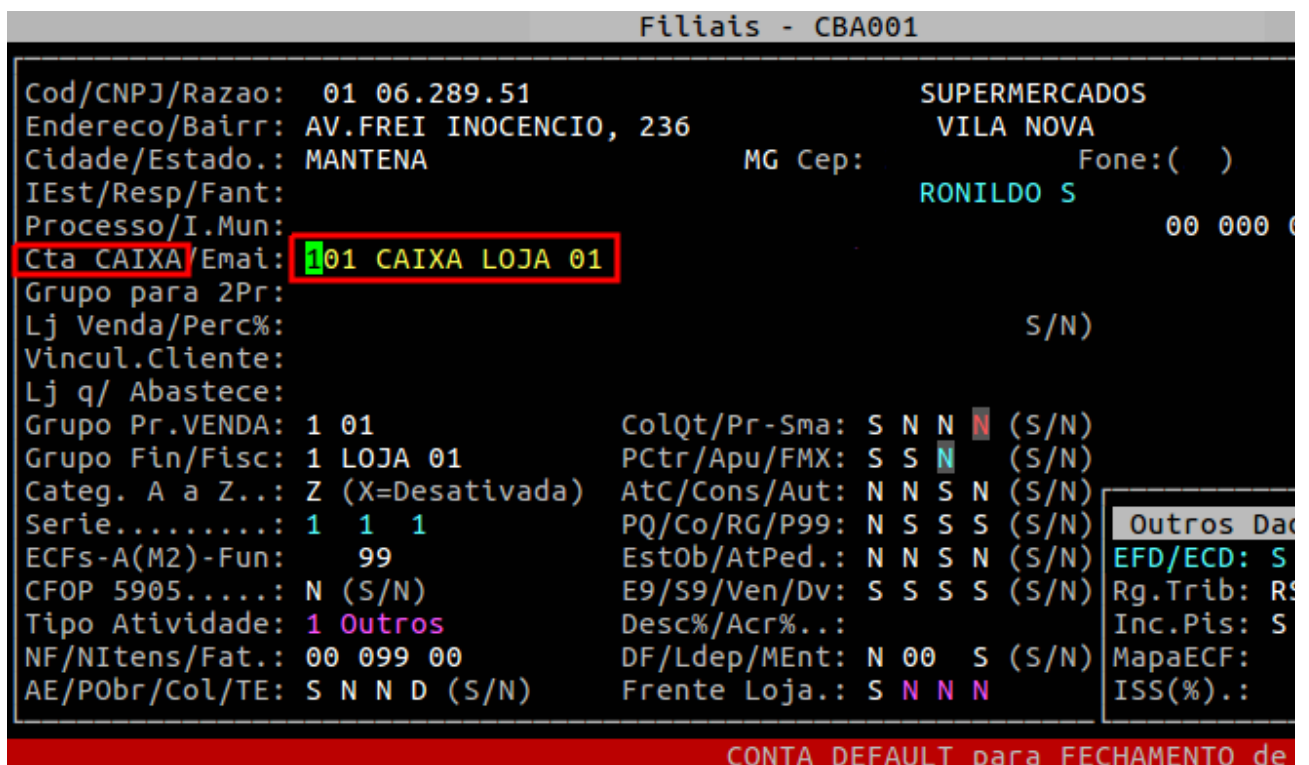 Filiais - CBA001
Cod/CNPJ/Razao: 01 06.289.51 SUPERMERCADOS
Endereco/Bairr: AV.FREI INOCENCIO, 236 VILA NOVA
Cidade/Estado.: MANTENA MG Cep: Fone:( )
IEst/Resp/Fant: RONILDO S
Processo/I.Mun: 00 000
Cta CAIXA/Emai: 101 CAIXA LOJA 01
Grupo para 2Pr:
Lj Venda/Perc%: S/N)
Vincul.Cliente:
Lj q/ Abastece:
Grupo Pr.VENDA: 1 01 ColQt/Pr-Sma: S N N N (S/N)
Grupo Fin/Fisc: 1 LOJA 01 PCtr/Apu/FMX: S S N (S/N)
Categ. A a Z..: Z (X=Desativada) AtC/Cons/Aut: N N S N (S/N)
Serie.........: 1 1 1 PQ/Co/RG/P99: N S S S (S/N) Outros Dad
ECFs-A(M2)-Fun: 99 EstOb/AtPed.: N N S N (S/N) EFD/ECD: S
CFOP 5905.....: N (S/N) E9/S9/Ven/Dv: S S S S (S/N) Rg.Trib: RS
Tipo Atividade: 1 Outros Desc%/Acr%..: Inc.Pis: S
NF/NItens/Fat.: 00 099 00 DF/Ldep/MEnt: N 00 S (S/N) MapaECF:
AE/PObr/Col/TE: S N N D (S/N) Frente Loja.: S N N N ISS(%).:
CONTA DEFAULT para FECHAMENTO de